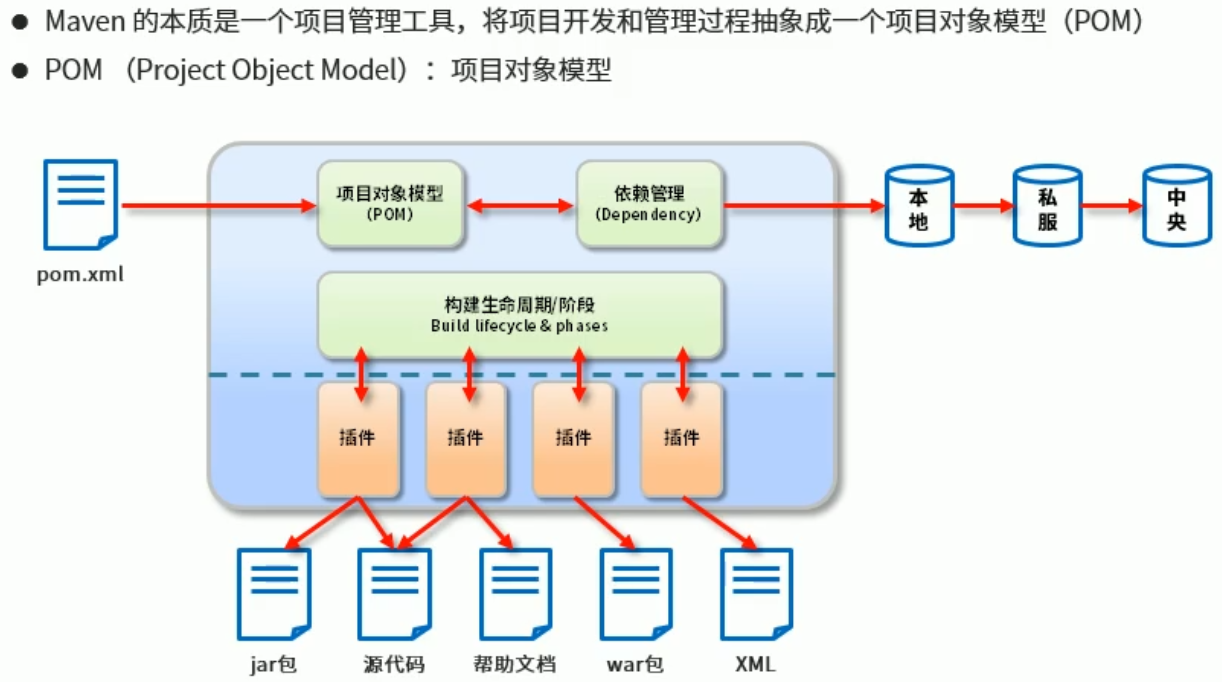 ● Maven 的本质是一个项目管理工具，将项目开发和管理过程抽象成一个项目对象模型（POM）
● POM （Project Object Model）：项目对象模型
项目对象模型
（POM）
依赖管理
（Dependency）
本地
私服
中央
pom.xml
构建生命周期/阶段
Build lifecycle & phases
插件
插件
插件
插件
jar包
源代码
帮助文档
war包
XML